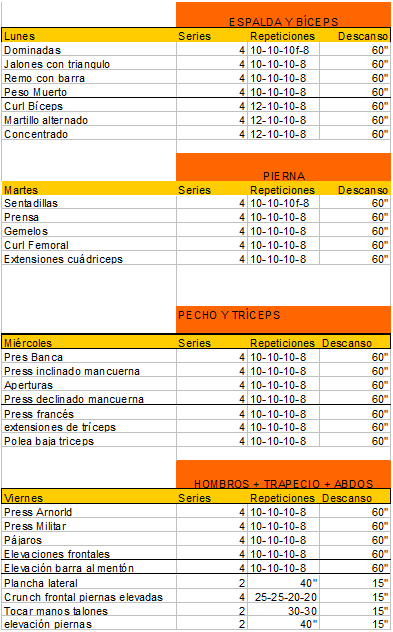 ESPALDA Y BÍCEPS
Lunes Series Repeticiones Descanso
Dominadas 4 10-10-10f-8 60"
Jalones con triangulo 4 10-10-10-8 60"
Remo con barra 4 10-10-10-8 60"
Peso Muerto 4 10-10-10-8 60"
Curl Bíceps 4 12-10-10-8 60"
Martillo alternado 4 12-10-10-8 60"
Concentrado 4 12-10-10-8 60"
PIERNA
Martes Series Repeticiones Descanso
Sentadillas 4 10-10-10f-8 60"
Prensa 4 10-10-10-8 60"
Gemelos 4 10-10-10-8 60"
Curl Femoral 4 10-10-10-8 60"
Extensiones cuádriceps 4 10-10-10-8 60"
PECHO Y TRÍCEPS
Miércoles Series Repeticiones Descanso
Pres Banca 4 10-10-10-8 60"
Press inclinado mancuerna 4 10-10-10-8 60"
Aperturas 4 10-10-10-8 60"
Press declinado mancuerna 4 10-10-10-8 60"
Press francés 4 10-10-10-8 60"
extensiones de tríceps 4 10-10-10-8 60"
Polea baja triceps 4 10-10-10-8 60"
HOMBROS + TRAPECIO + ABDOS
Viernes Series Repeticiones Descanso
Press Arnorld 4 10-10-10-8 60"
Press Militar 4 10-10-10-8 60"
Pájaros 4 10-10-10-8 60"
Elevaciones frontales 4 10-10-10-8 60"
Elevación barra al mentón 4 10-10-10-8 60"
Plancha lateral 2 40" 15"
Crunch frontal piernas elevadas 4 25-25-20-20 15"
Tocar manos talones 2 30-30 15"
elevación piernas 2 40" 15"